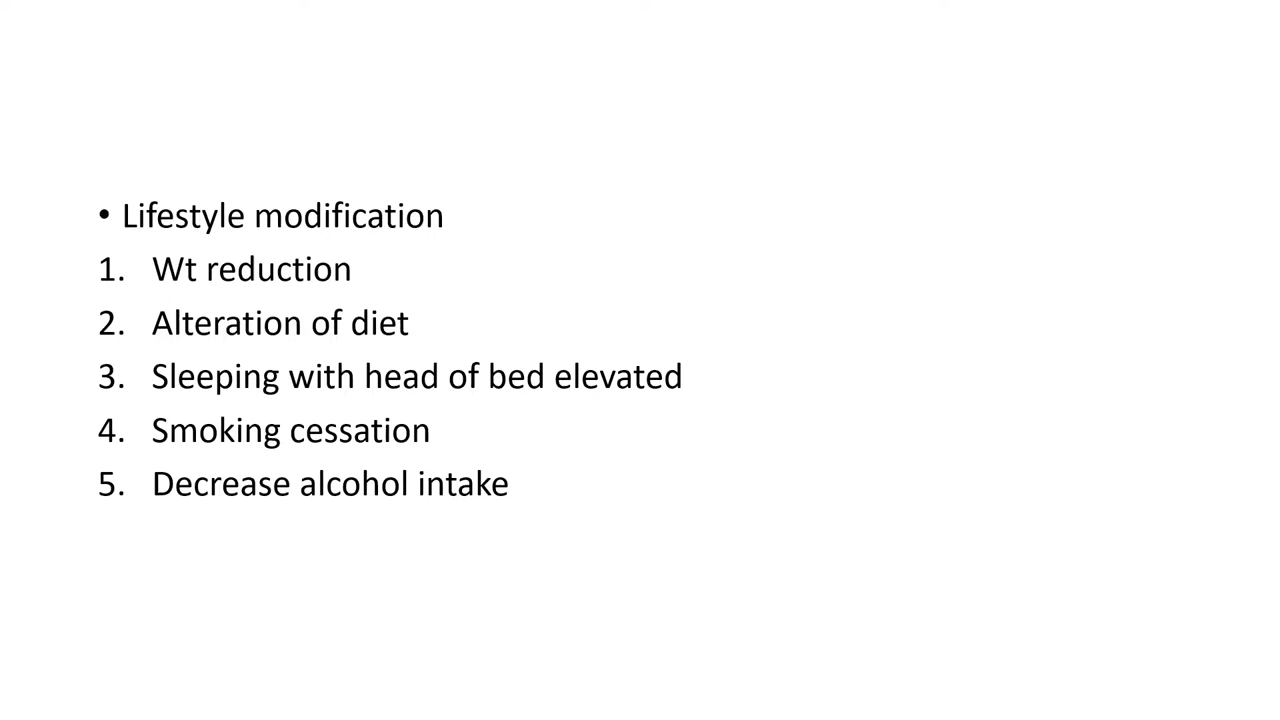 • Lifestyle modification
1. Wt reduction
2. Alteration of diet
3. Sleeping with head of bed elevated
4. Smoking cessation
5. Decrease alcohol intake